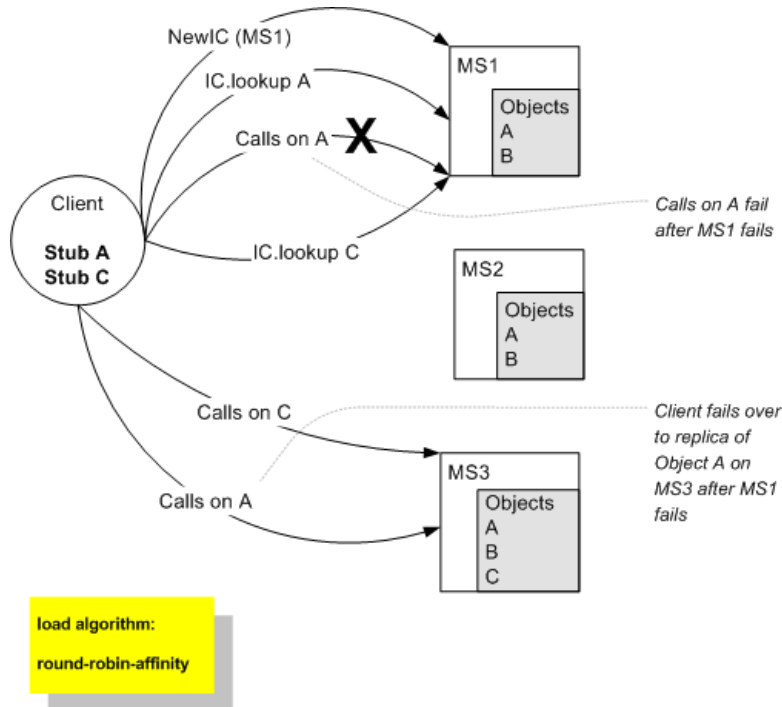 NewIC (MS1)
MS1
IC.lookup A
Objects
A
B
Calls on A
X
Client
Stub A
Stub C
Calls on A fail
after MS1 fails
IC.lookup C
MS2
Objects
A
B
Calls on C
Client fails over
to replica of
Object A on
MS3 after MS1
fails
MS3
Calls on A
Objects
A
B
C
load algorithm:
round-robin-affinity